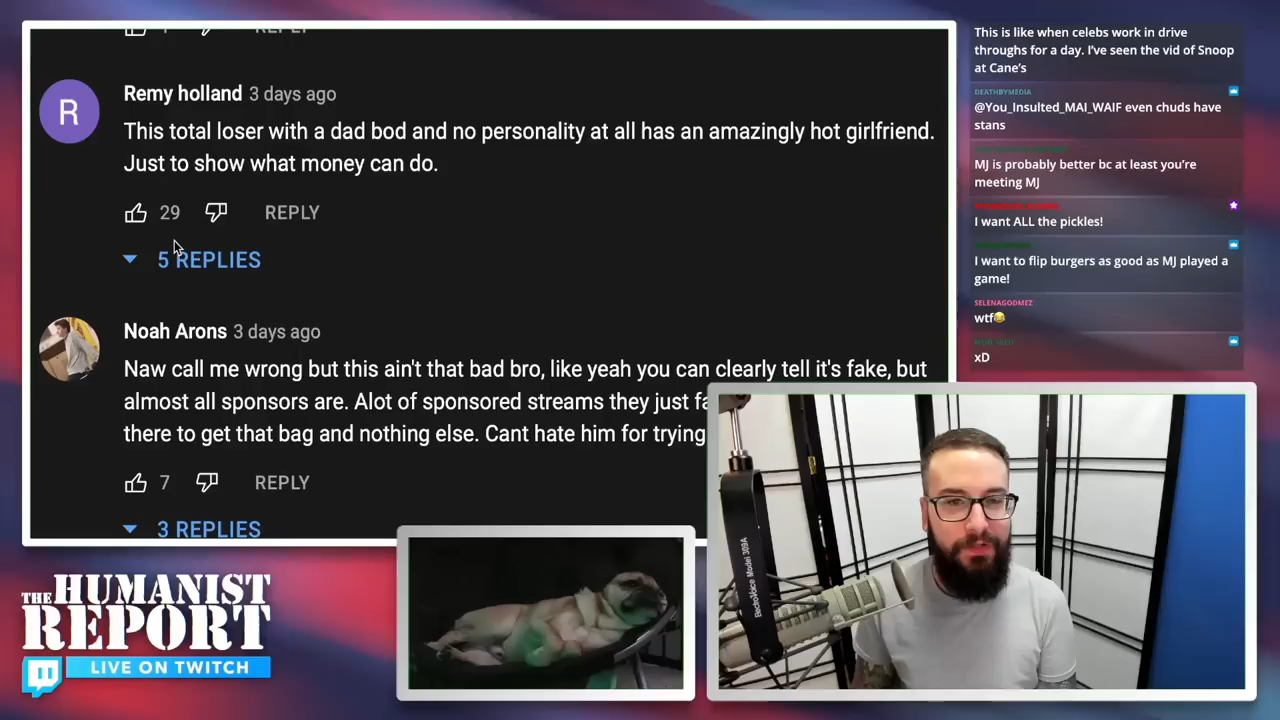 REPLY
R
Remy holland 3 days ago
This total loser with a dad bod and no personality at all has an amazingly hot girlfriend.
Just to show what money can do.
29 REPLY
5 REPLIES
Noah Arons 3 days ago
Naw call me wrong but this ain't that bad bro, like yeah you can clearly tell it's fake, but
almost all sponsors are. Alot of sponsored streams they just
there to get that bag and nothing else. Cant hate him for trying
7 REPLY
3 REPLIES
This is like when celebs work in drive
throughs for a day. I've seen the vid of Snoop
at Cane's
DEATHBYMEDIA
@You_Insulted_MAI_WAIF even chuds have
stans
MJ is probably better bc at least you're
meeting MJ
I want ALL the pickles!
I want to flip burgers as good as MJ played a
game!
SELENAGODMEZ
wtf
xD
THE HUMANIST
REPORT
LIVE ON TWITCH
ElectroVoice Model 309A